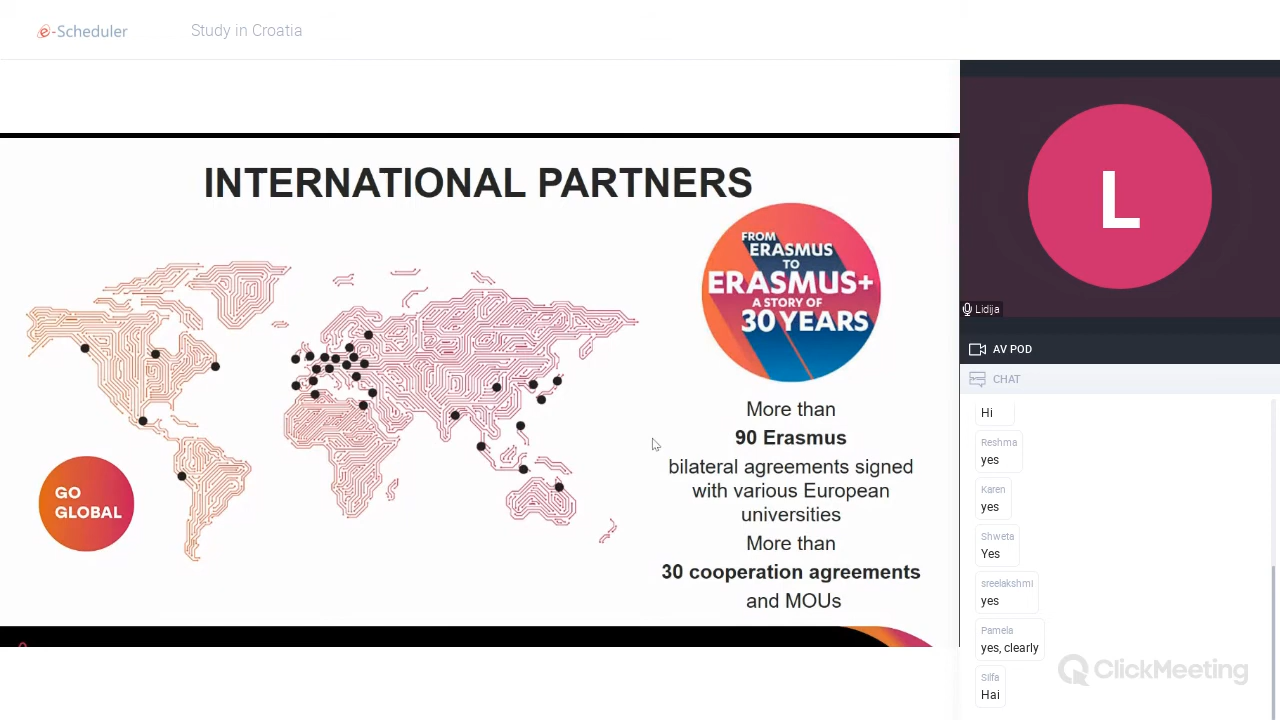 e-Scheduler
Study in Croatia
INTERNATIONAL PARTNERS
FROM
ERASMUS
TO
ERASMUS+
A STORY OF
30 YEARS
More than
90 Erasmus
bilateral agreements signed
with various European
universities
More than
30 cooperation agreements
and MOUs
GO
GLOBAL
L
Lidija
AV POD
CHAT
Hi
Reshma
yes
Karen
yes
Shweta
Yes
sreelakshmi
yes
Pamela
yes, clearly
Silfa
Hai
ClickMeeting